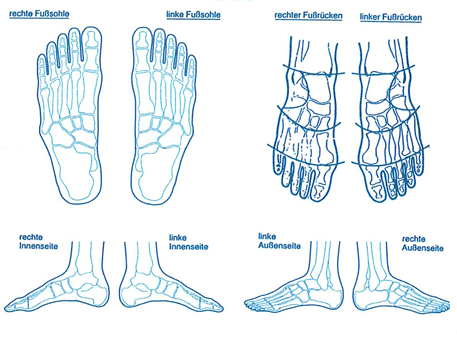 rechte Fußsohle
linke Fußsohle
rechter Fußrücken
linker Fußrücken
rechte
Innenseite
linke
Innenseite
linke
Außenseite
rechte
Außenseite